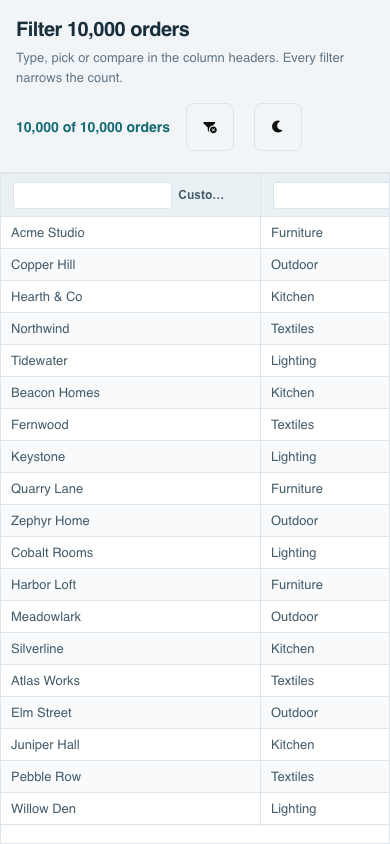 Filter 10,000 orders
Type, pick or compare in the column headers. Every filter
narrows the count.
10,000 of 10,000 orders
Custo…
Acme Studio Furniture
Copper Hill Outdoor
Hearth & Co Kitchen
Northwind Textiles
Tidewater Lighting
Beacon Homes Kitchen
Fernwood Textiles
Keystone Lighting
Quarry Lane Furniture
Zephyr Home Outdoor
Cobalt Rooms Lighting
Harbor Loft Furniture
Meadowlark Outdoor
Silverline Kitchen
Atlas Works Textiles
Elm Street Outdoor
Juniper Hall Kitchen
Pebble Row Textiles
Willow Den Lighting